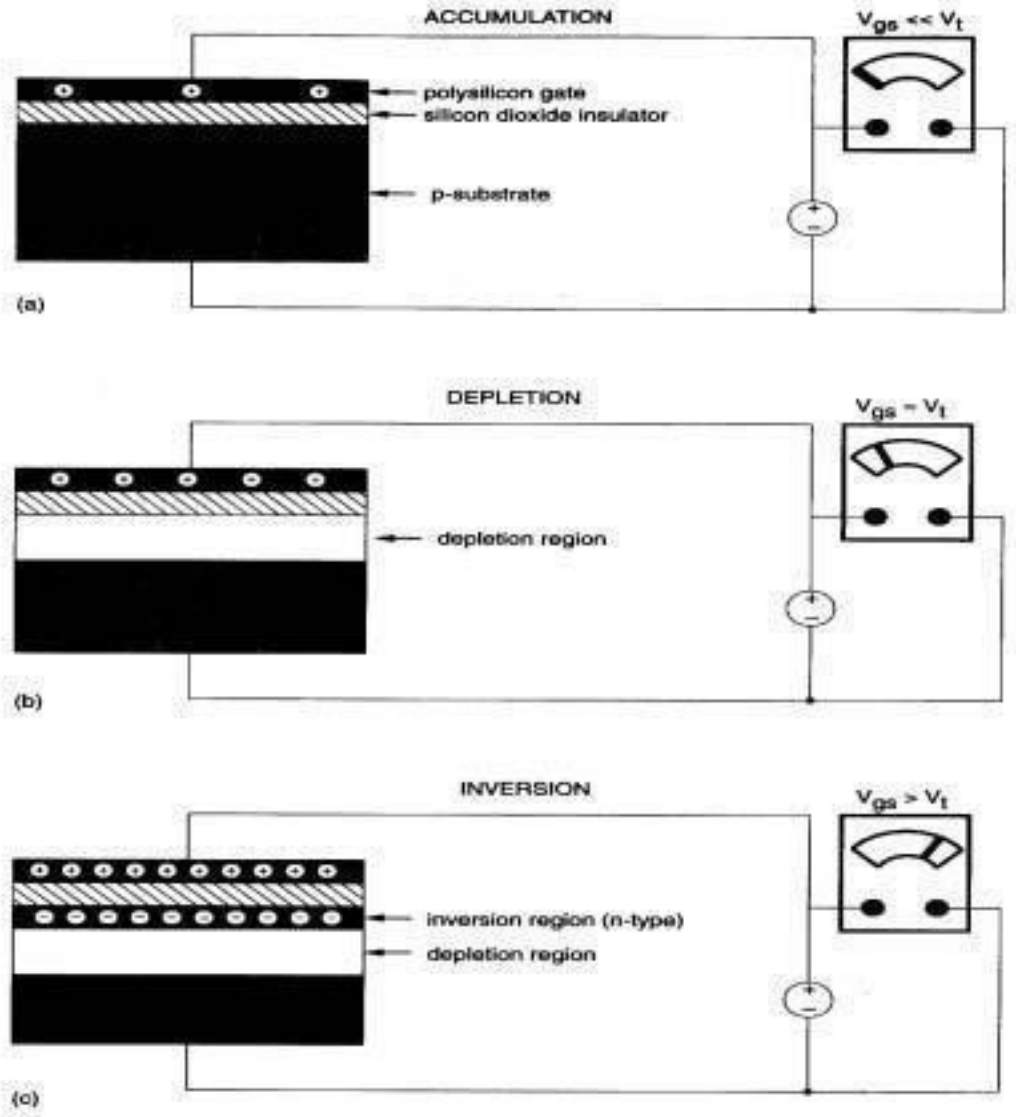 ACCUMULATION
Vgs << Vt
polysilicon gate
silicon dioxide insulator
p-substrate
(a)
DEPLETION
Vgs = Vt
depletion region
(b)
INVERSION
Vgs > Vt
inversion region (n-type)
depletion region
(c)